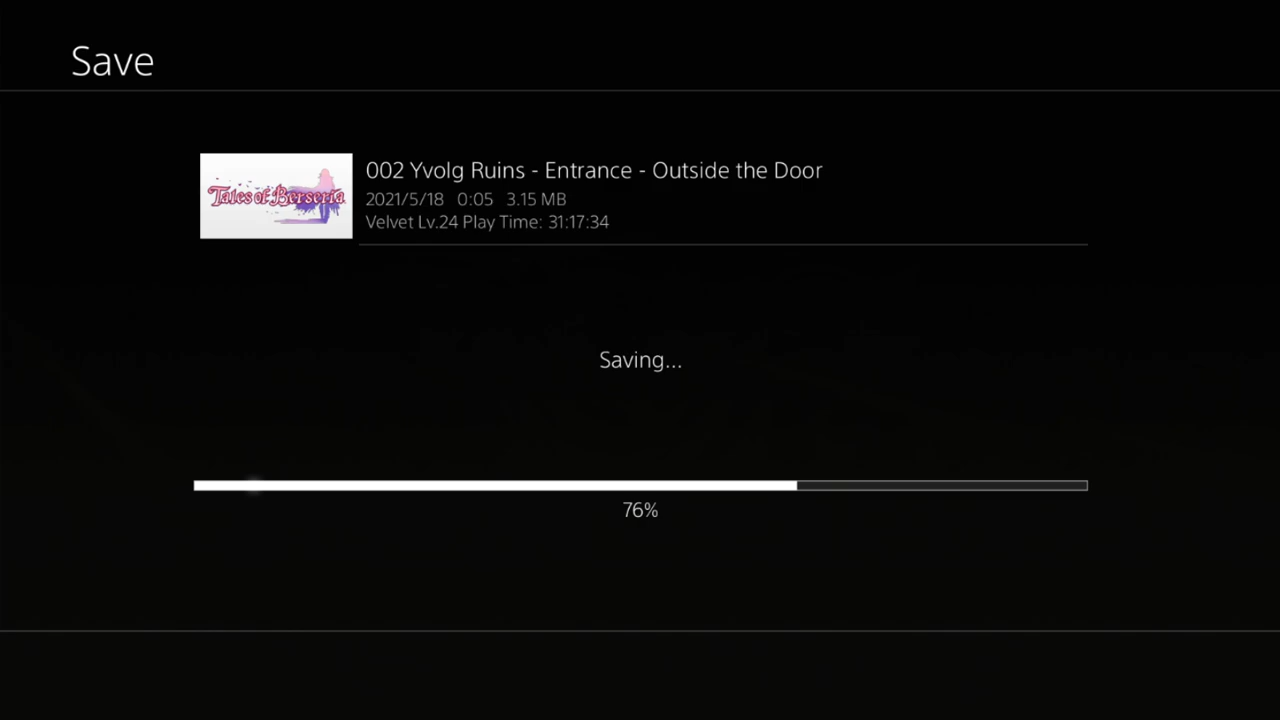 Save
Tales of Berseria
002 Yvolg Ruins - Entrance - Outside the Door
2021/5/18 0:05 3.15 MB
Velvet Lv.24 Play Time: 31:17:34
Saving...
76%